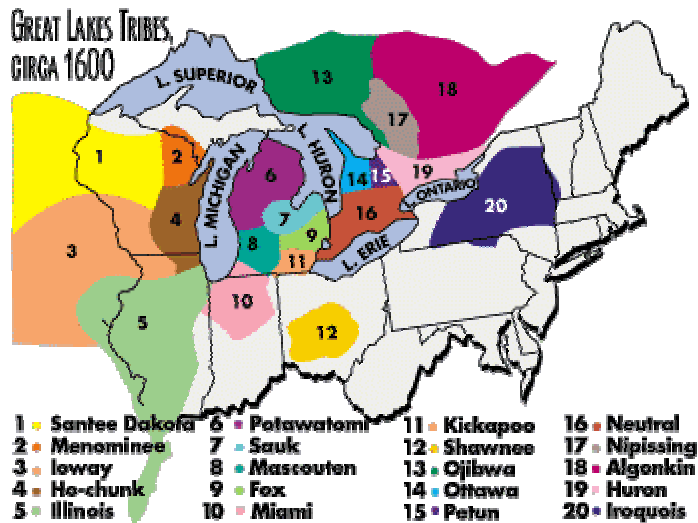 GREAT LAKES TRIBES,
CIRCA 1600
L. SUPERIOR
13
18
17
L. HURON
1
2
L. MICHIGAN
6
14
15
19
L. ONTARIO
4
7
16
20
3
8
9
L. ERIE
11
10
5
12
1 Santee Dakota
2 Menominee
3 Ioway
4 Ho-chunk
5 Illinois
6 Potawatomi
7 Sauk
8 Mascouten
9 Fox
10 Miami
11 Kickapoo
12 Shawnee
13 Ojibwa
14 Ottawa
15 Petun
16 Neutral
17 Nipissing
18 Algonkin
19 Huron
20 Iroquois